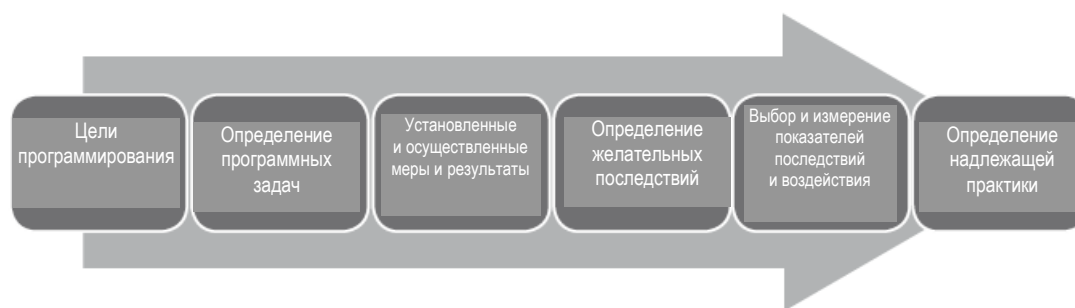 Цели
программирования
Определение
программных
задач
Установленные
и осуществленные
меры и результаты
Определение
желательных
последствий
Выбор и измерение
показателей
последствий
и воздействия
Определение
надлежащей
практики